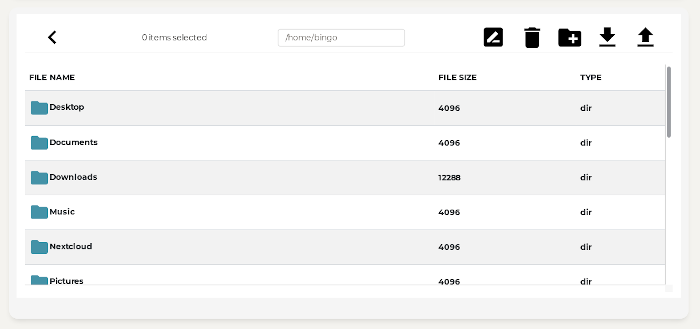 0 items selected /home/bingo
FILE NAME FILE SIZE TYPE
Desktop 4096 dir
Documents 4096 dir
Downloads 12288 dir
Music 4096 dir
Nextcloud 4096 dir
Pictures 4096 dir